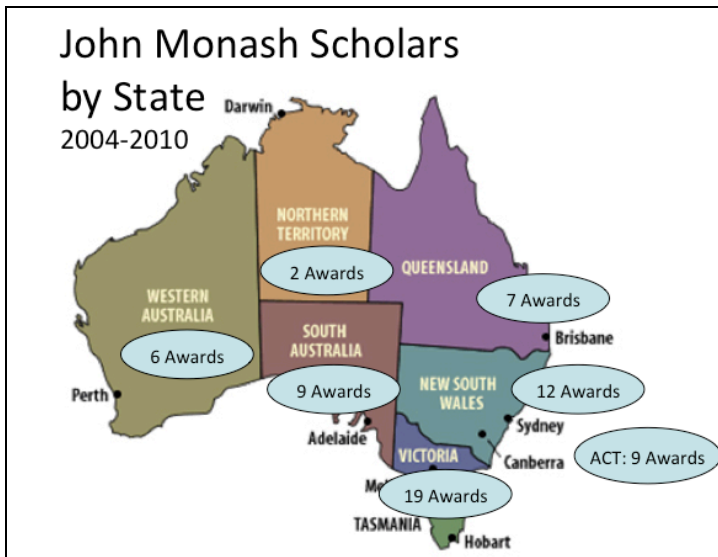 John Monash Scholars
by State
2004-2010
Darwin
NORTHERN
TERRITORY
2 Awards
QUEENSLAND
7 Awards
Brisbane
WESTERN
AUSTRALIA
6 Awards
Perth
SOUTH
AUSTRALIA
9 Awards
Adelaide
NEW SOUTH
WALES
12 Awards
Sydney
Canberra
ACT: 9 Awards
VICTORIA
19 Awards
TASMANIA
Hobart